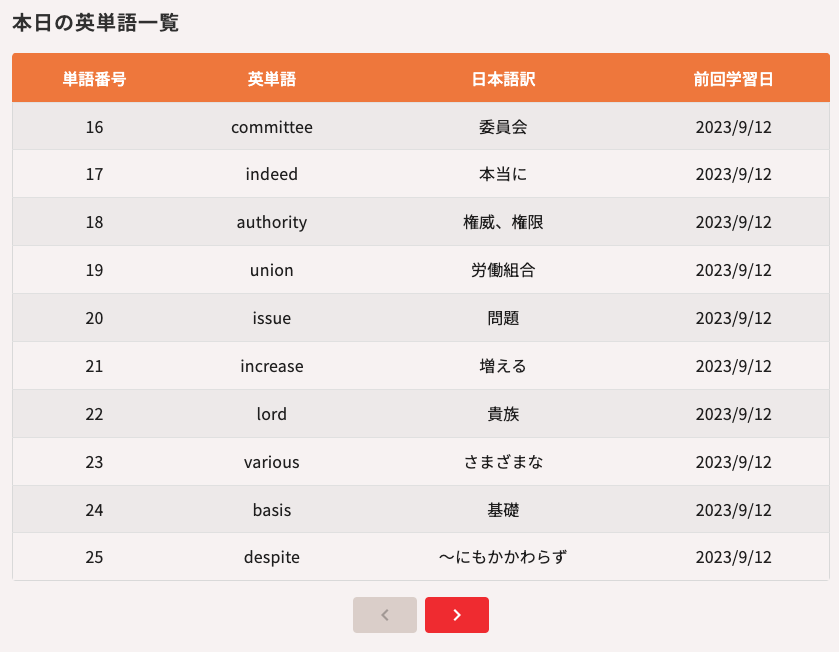 本日の英単語一覧
単語番号 英単語 日本語訳 前回学習日
16 committee 委員会 2023/9/12
17 indeed 本当に 2023/9/12
18 authority 権威、権限 2023/9/12
19 union 労働組合 2023/9/12
20 issue 問題 2023/9/12
21 increase 増える 2023/9/12
22 lord 貴族 2023/9/12
23 various さまざまな 2023/9/12
24 basis 基礎 2023/9/12
25 despite 〜にもかかわらず 2023/9/12